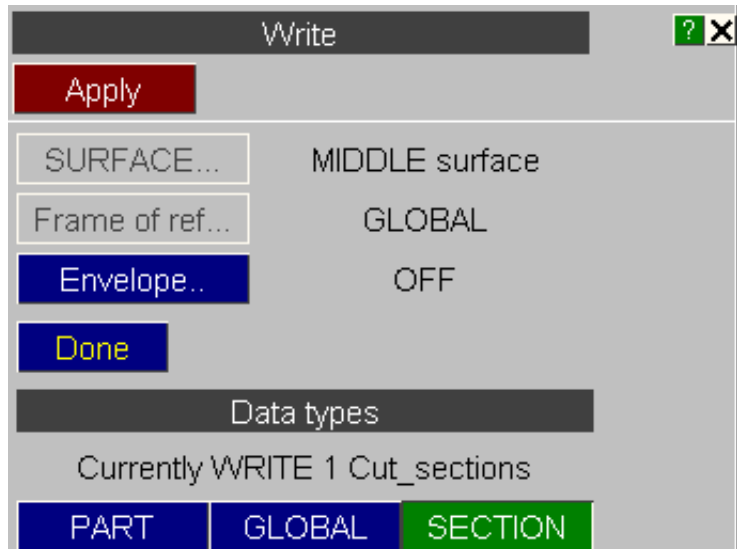 Write ? X
Apply
SURFACE... MIDDLE surface
Frame of ref... GLOBAL
Envelope.. OFF
Done
Data types
Currently WRITE 1 Cut_sections
PART GLOBAL SECTION